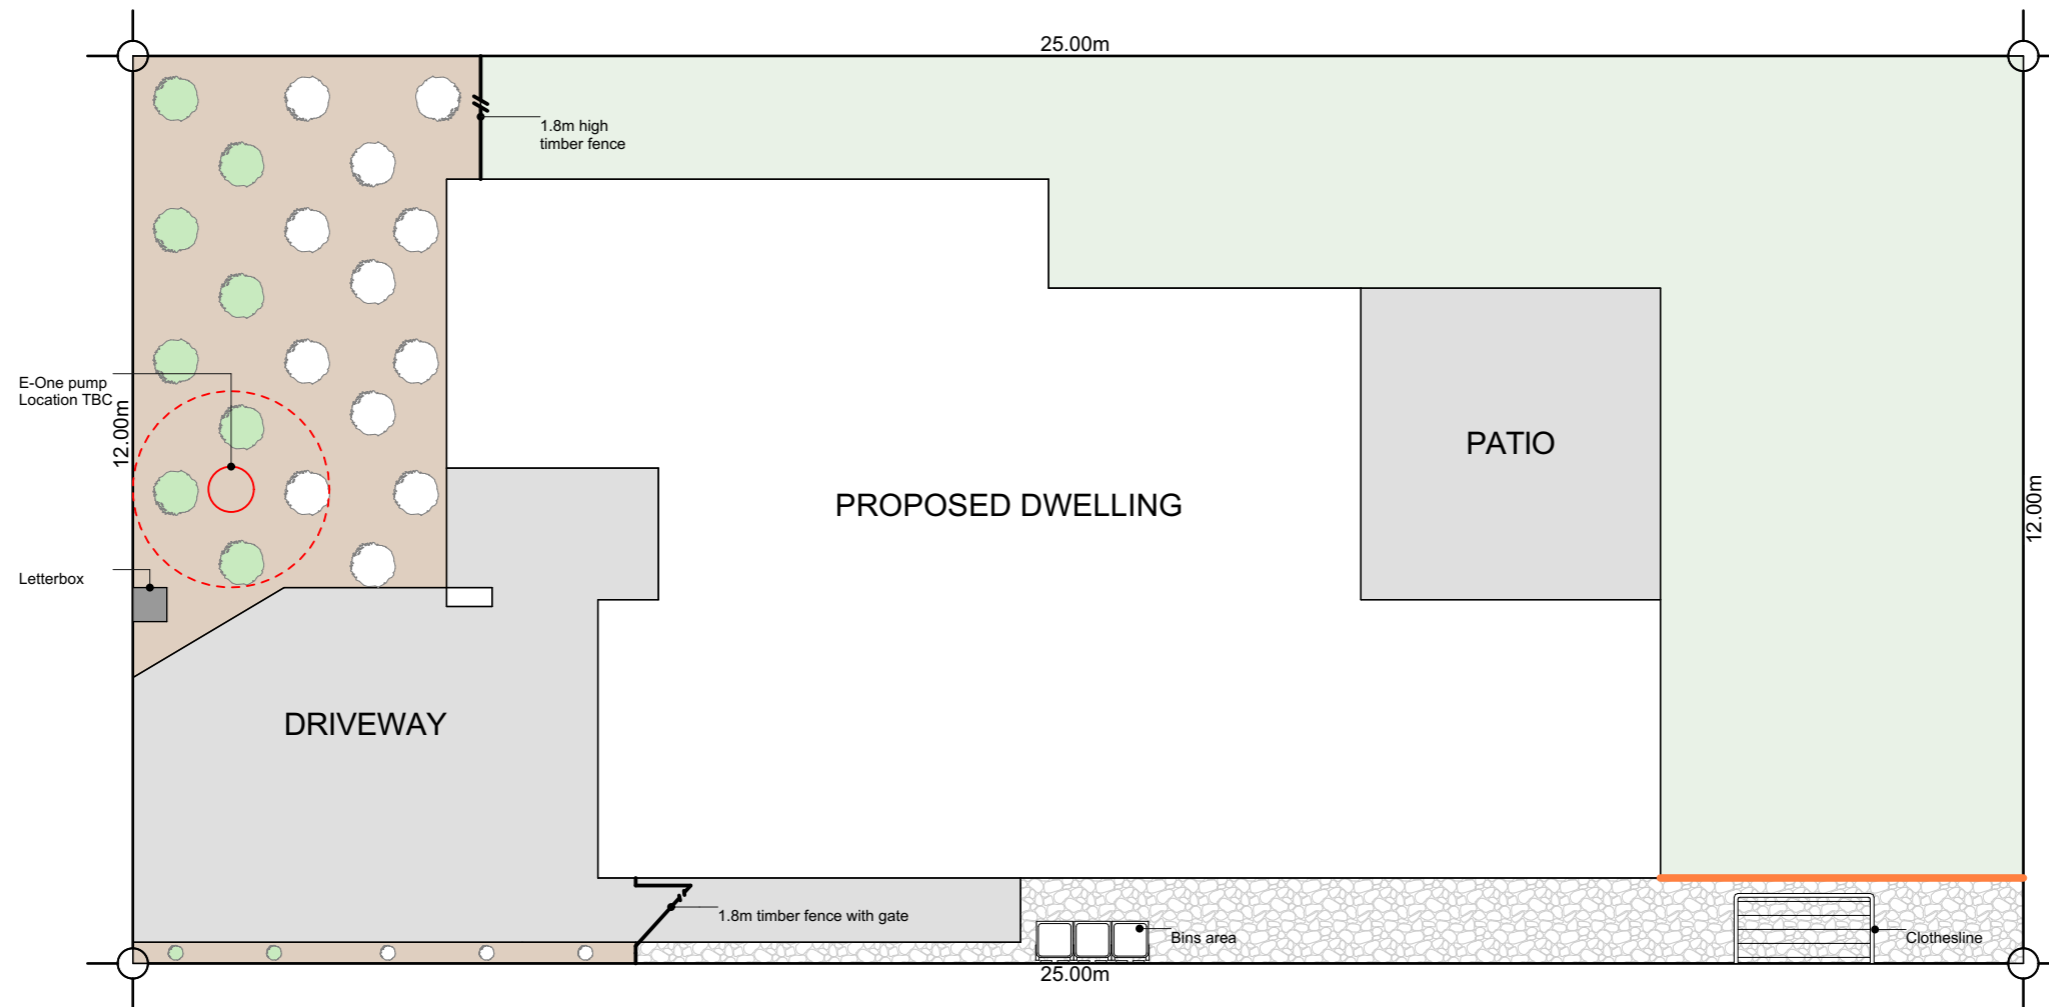 25.00m
1.8m high
timber fence
E-One pump
Location TBC
12.00m
PATIO
PROPOSED DWELLING
12.00m
Letterbox
DRIVEWAY
1.8m timber fence with gate
Bins area
Clothesline
25.00m